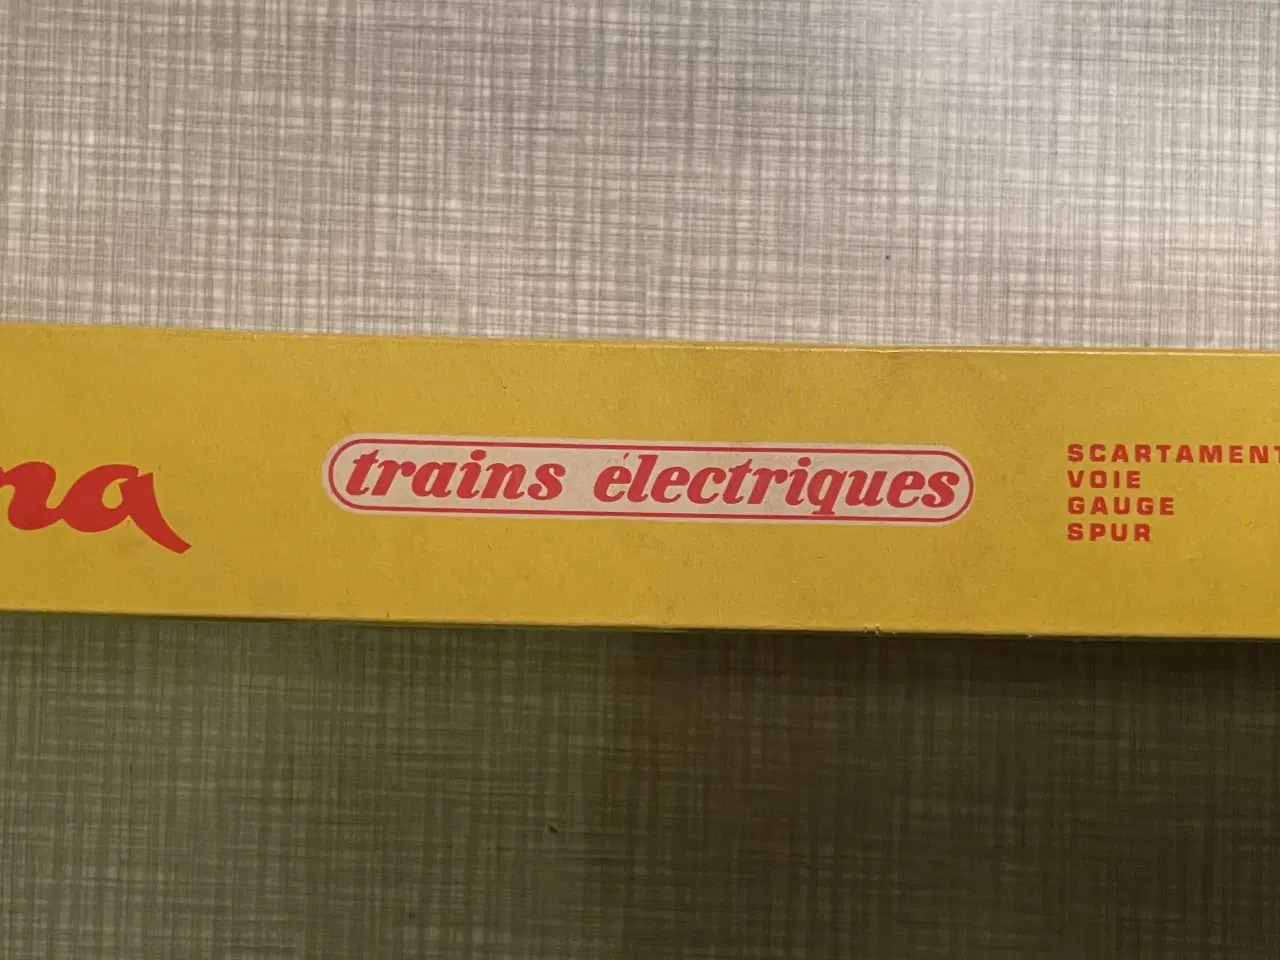 na
trains électriques
SCARTAMENT
VOIE
GAUGE
SPUR